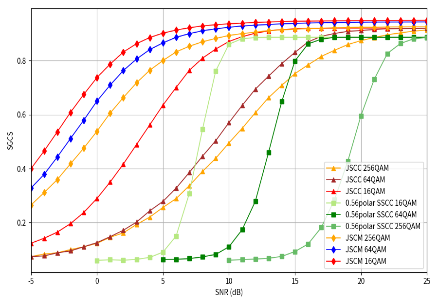 SGCS
0.8
0.6
0.4
0.2
-5
0
5
10
15
20
25
SNR (dB)
JSCC 256QAM
JSCC 64QAM
JSCC 16QAM
0.56polar SSCC 16QAM
0.56polar SSCC 64QAM
0.56polar SSCC 256QAM
JSCM 256QAM
JSCM 64QAM
JSCM 16QAM